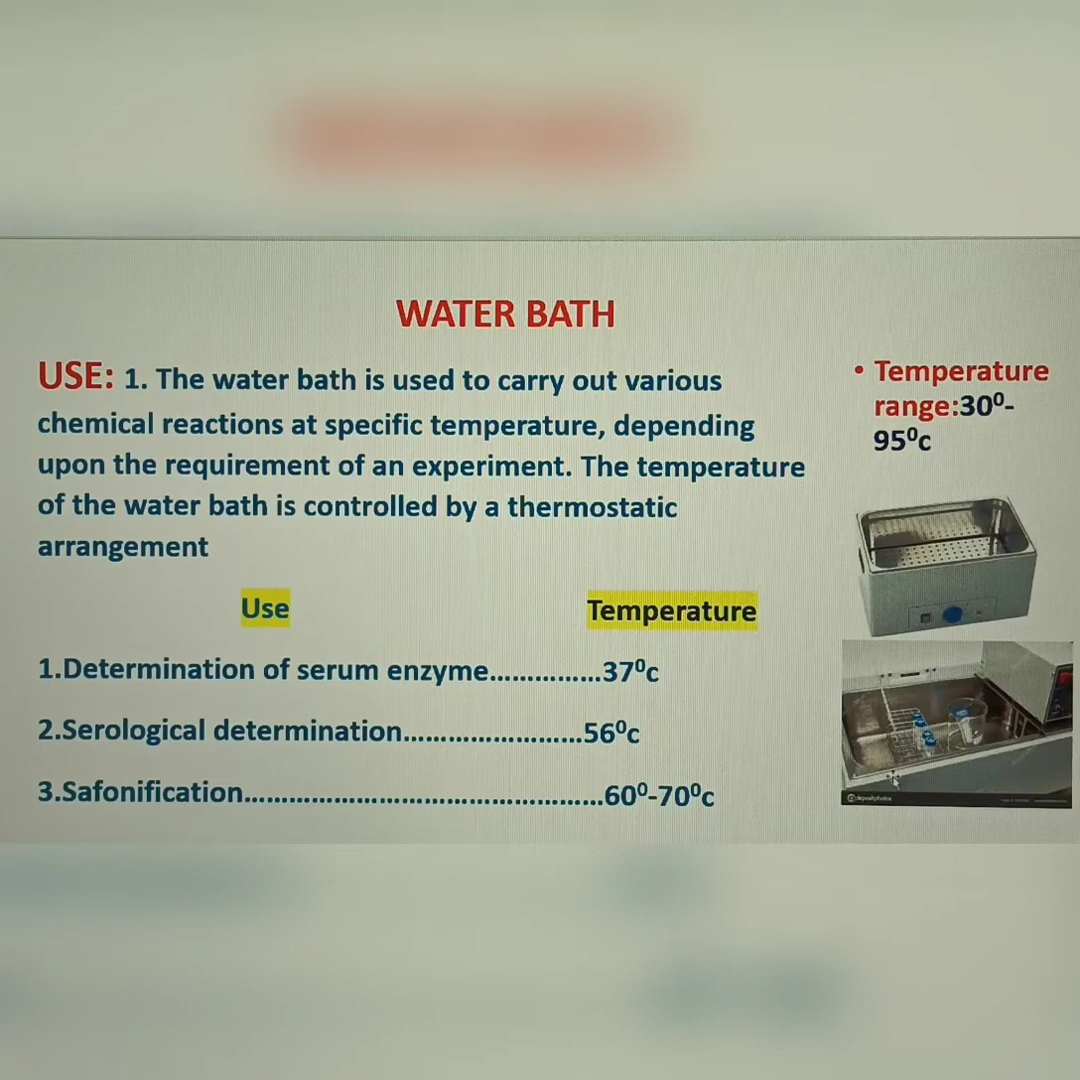 WATER BATH
USE: 1. The water bath is used to carry out various
chemical reactions at specific temperature, depending
upon the requirement of an experiment. The temperature
of the water bath is controlled by a thermostatic
arrangement
Use Temperature
1.Determination of serum enzyme...............37⁰c
2.Serological determination........................56⁰c
3.Safonification................................................60⁰-70⁰c
• Temperature
range:30⁰-
95⁰c
depositphotos